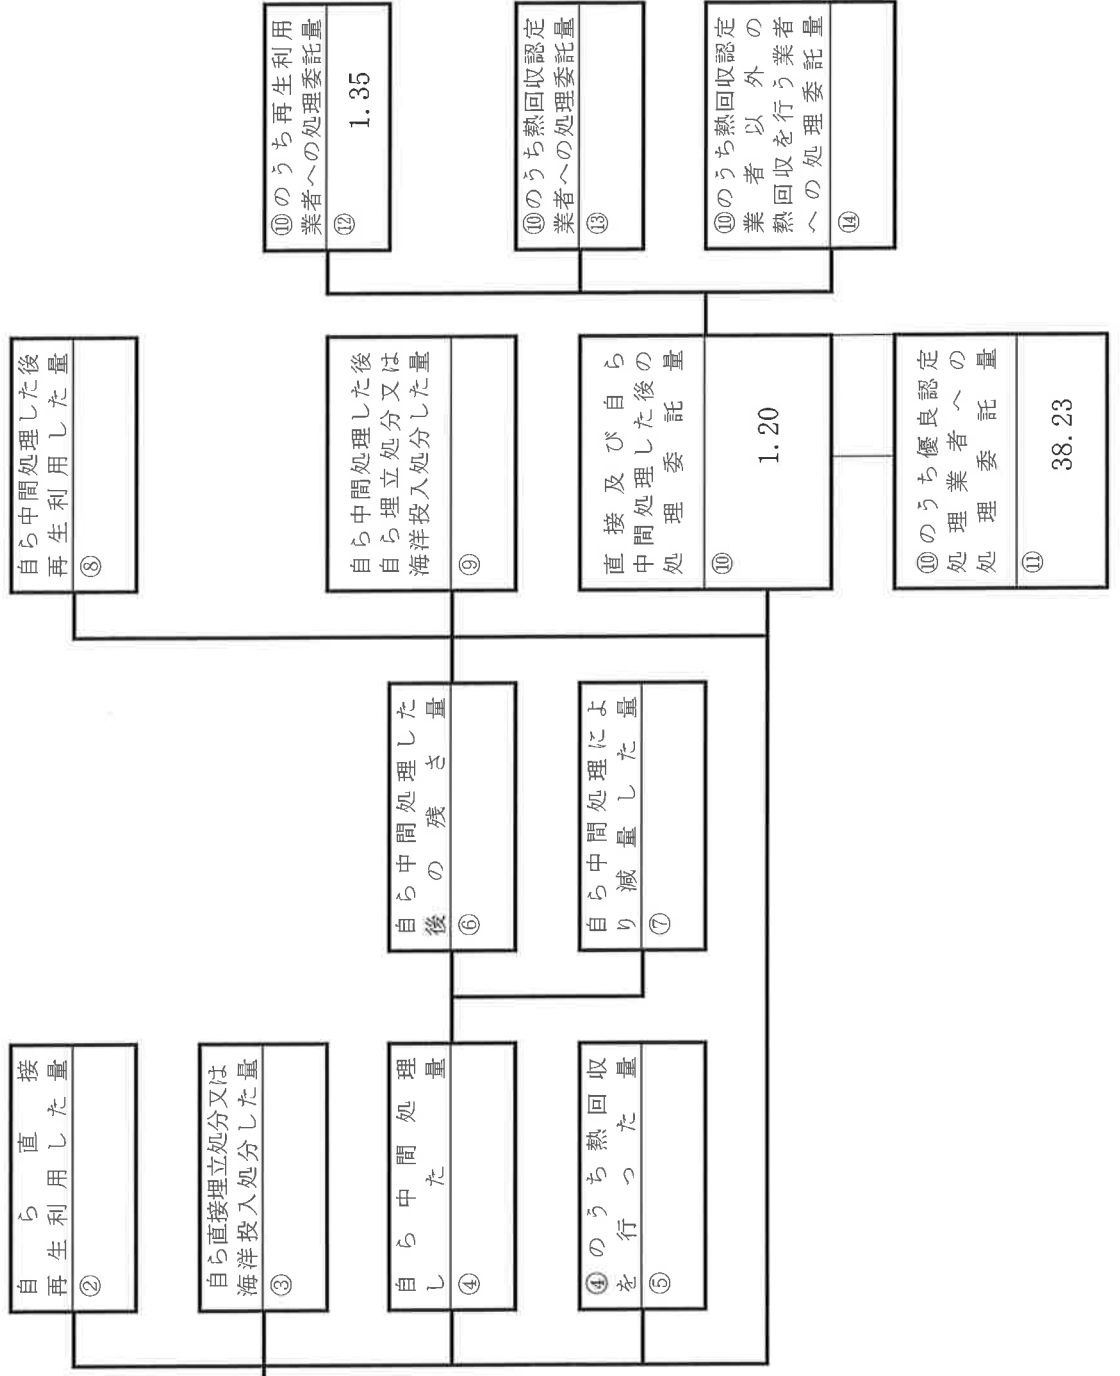 自ら直接
再生利用した量
②
自ら直接埋立処分又は
海洋投入処分した量
③
自ら中間処理
した量
④
④のうち熱回収
を行った量
⑤
自ら中間処理した
後の残さ量
⑥
自ら中間処理によ
り減量した量
⑦
自ら中間処理した後
再生利用した量
⑧
自ら中間処理した後
自ら埋立処分又は
海洋投入処分した量
⑨
直接及び自ら
中間処理した後の
処理委託量
⑩
1.20
⑩のうち優良認定
処理業者への
処理委託量
⑪
38.23
⑩のうち再生利用
業者への処理委託量
⑫
1.35
⑩のうち熱回収認定
業者への処理委託量
⑬
⑩のうち熱回収認定
業者以外の
熱回収を行う業者
への処理委託量
⑭